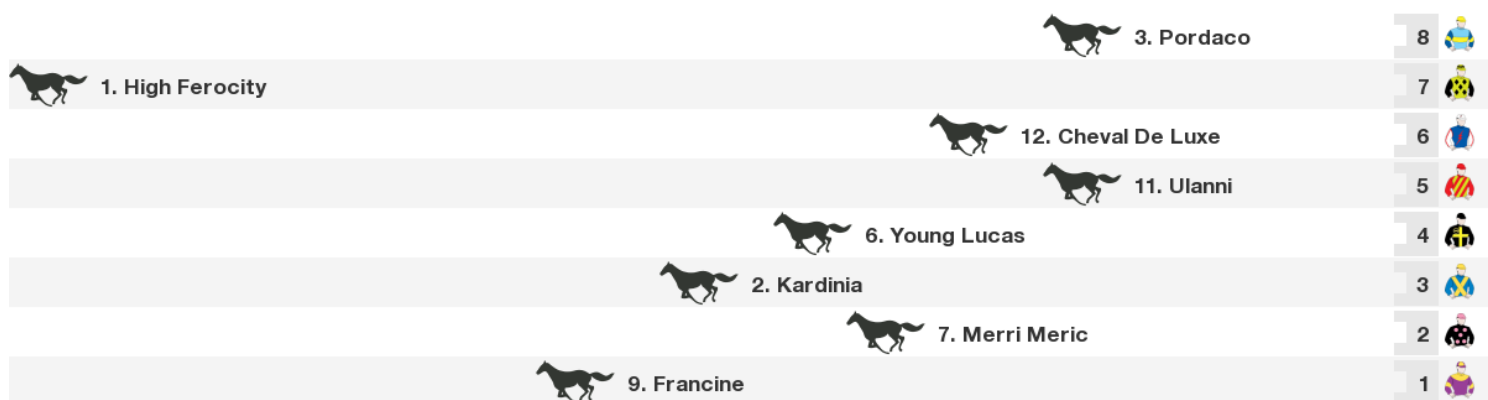 3. Pordaco 8
1. High Ferocity 7
12. Cheval De Luxe 6
11. Ulanni 5
6. Young Lucas 4
2. Kardinia 3
7. Merri Meric 2
9. Francine 1